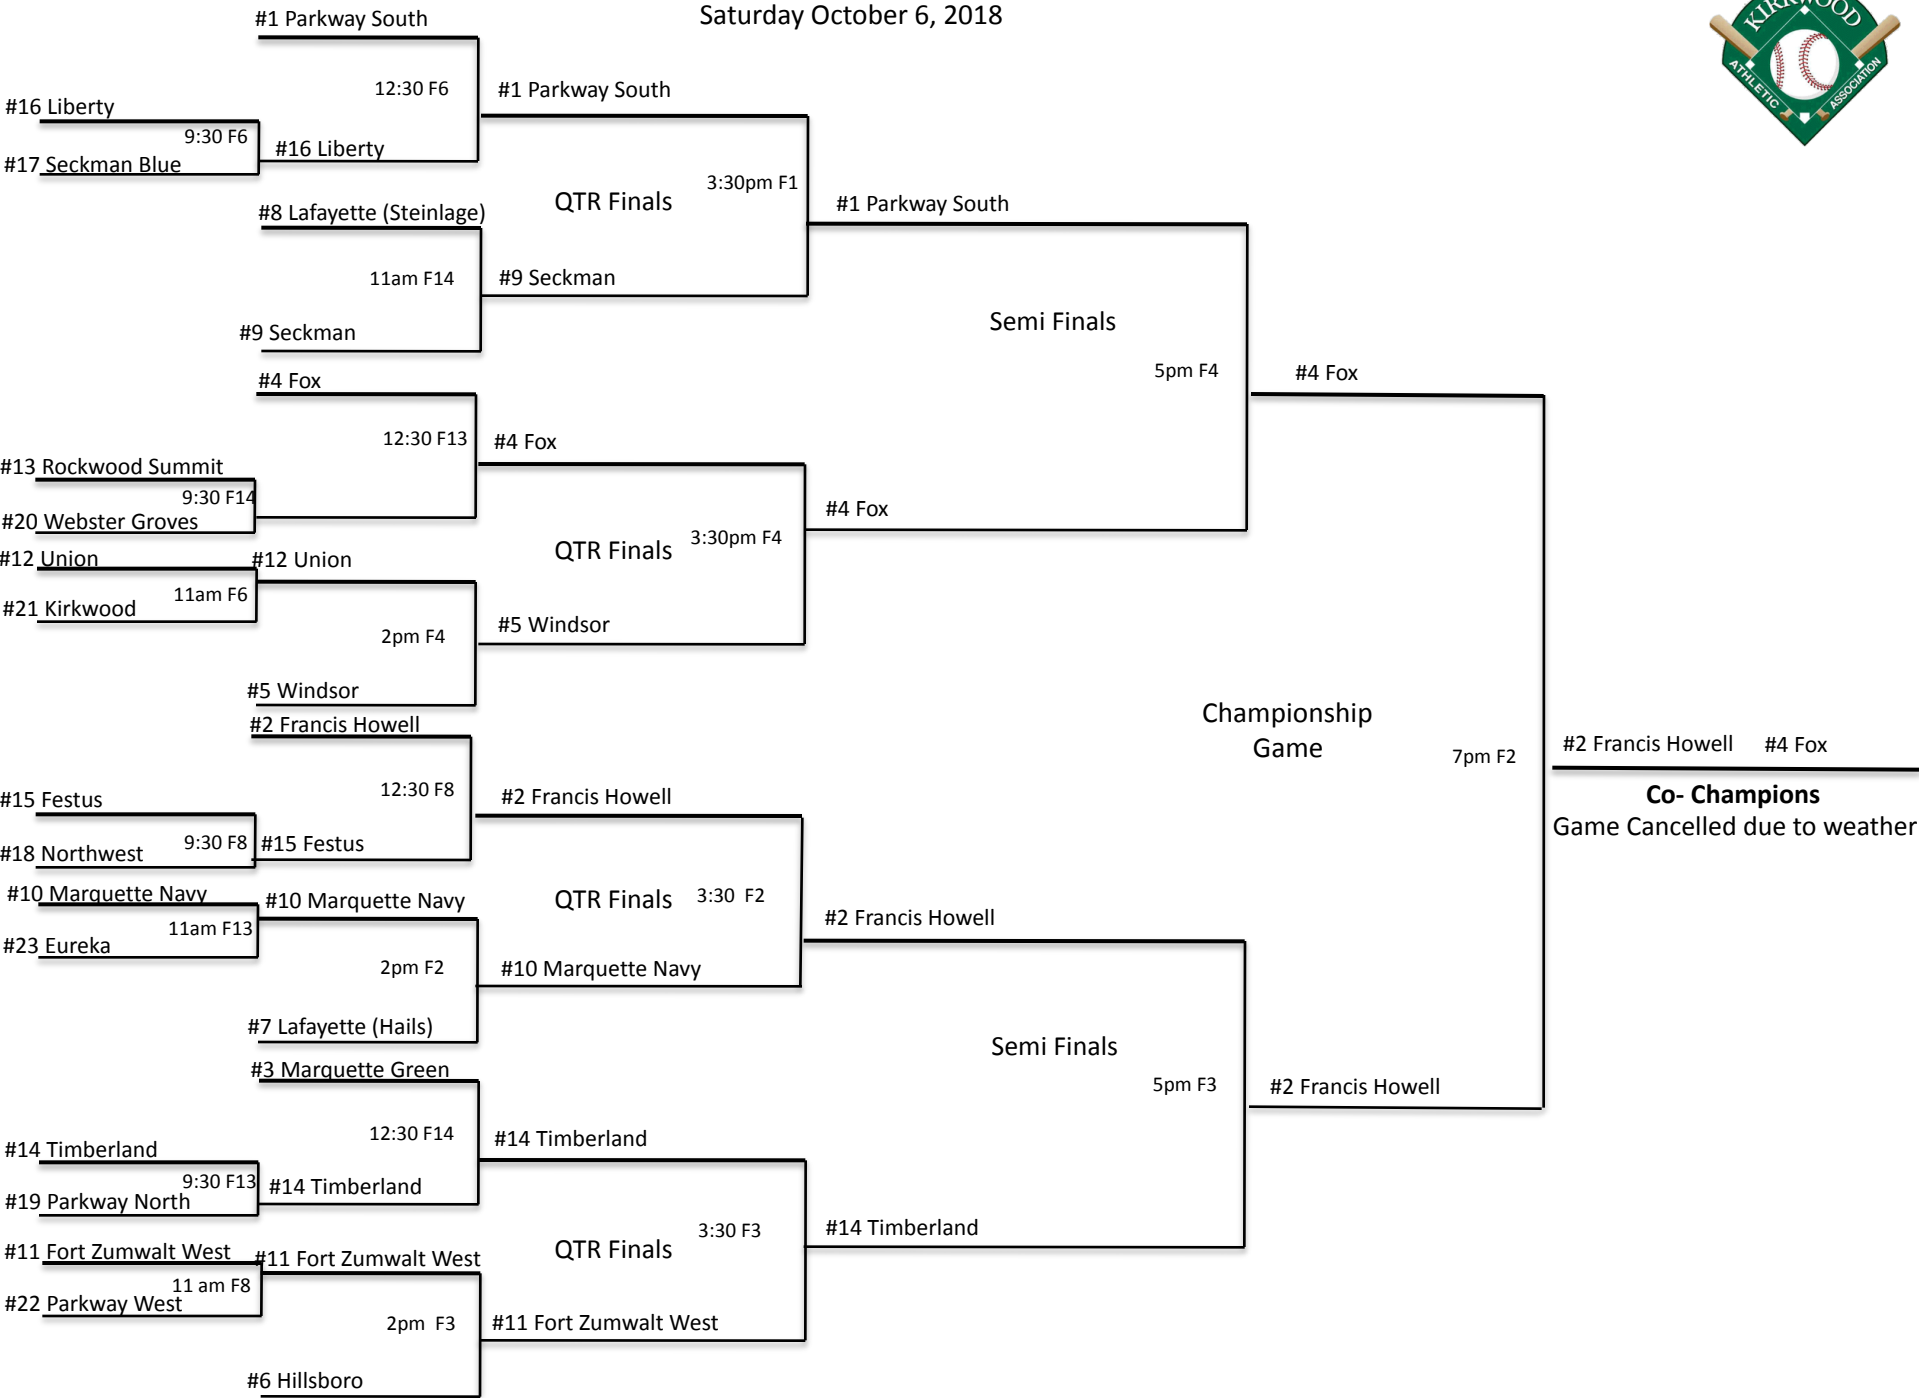 #1 Parkway South
Saturday October 6, 2018
KIRKWOOD
ATHLETIC
ASSOCIATION
12:30 F6
#1 Parkway South
#16 Liberty
9:30 F6
#16 Liberty
#17 Seckman Blue
3:30pm F1
QTR Finals
#1 Parkway South
#8 Lafayette (Steinlage)
11am F14
#9 Seckman
Semi Finals
#9 Seckman
5pm F4
#4 Fox
#4 Fox
12:30 F13
#4 Fox
#13 Rockwood Summit
9:30 F14
#4 Fox
#20 Webster Groves
3:30pm F4
QTR Finals
#12 Union
#12 Union
11am F6
#21 Kirkwood
#5 Windsor
2pm F4
#5 Windsor
Championship
Game
#2 Francis Howell
7pm F2
#2 Francis Howell #4 Fox
Co- Champions
Game Cancelled due to weather
12:30 F8
#2 Francis Howell
#15 Festus
9:30 F8
#15 Festus
#18 Northwest
#10 Marquette Navy
#10 Marquette Navy
QTR Finals
3:30 F2
#2 Francis Howell
11am F13
#23 Eureka
2pm F2
#10 Marquette Navy
#7 Lafayette (Hails)
Semi Finals
#3 Marquette Green
5pm F3
#2 Francis Howell
12:30 F14
#14 Timberland
#14 Timberland
9:30 F13
#14 Timberland
#19 Parkway North
3:30 F3
#14 Timberland
QTR Finals
#11 Fort Zumwalt West
#11 Fort Zumwalt West
11 am F8
#22 Parkway West
2pm F3
#11 Fort Zumwalt West
#6 Hillsboro